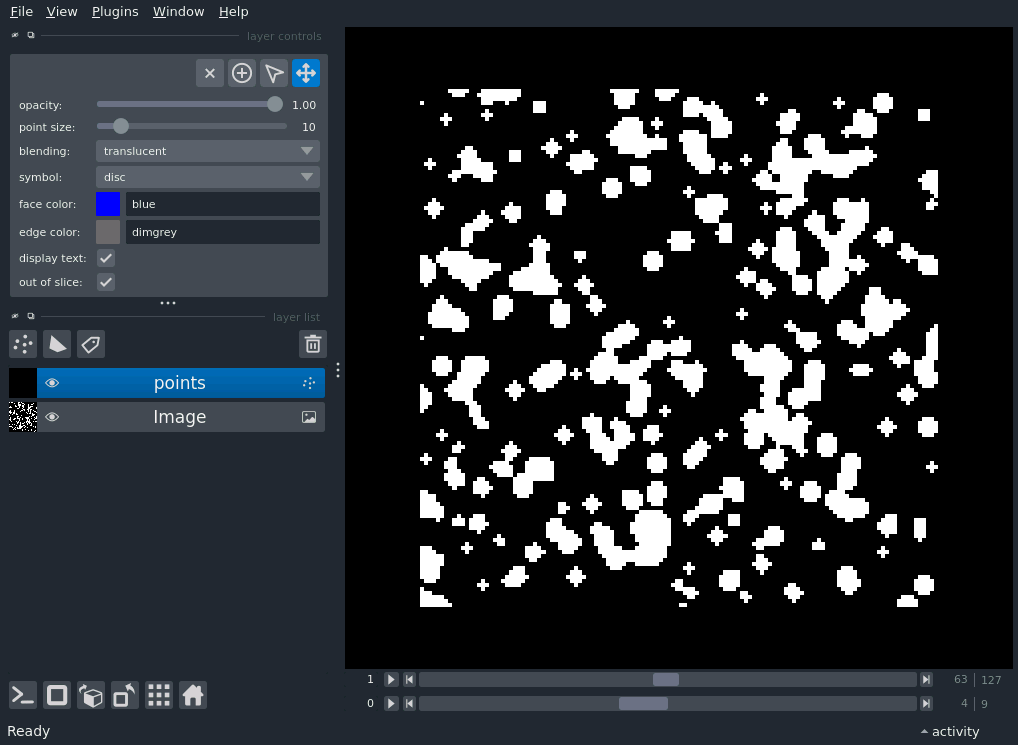 File View Plugins Window Help
layer controls
opacity: 1.00
point size: 10
blending: translucent
symbol: disc
face color: blue
edge color: dimgrey
display text:
out of slice:
layer list
points
Image
1 63 | 127
0 4 | 9
Ready activity